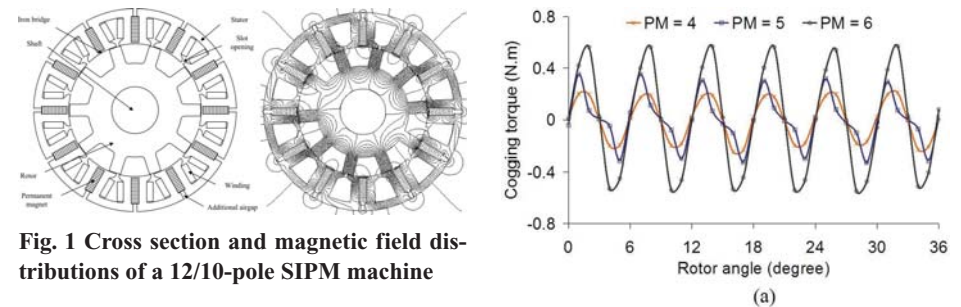 Iron bridge
Shaft
Stator
Slot
opening
Rotor
Permanent
magnet
Winding
Additional airgap
Fig. 1 Cross section and magnetic field dis-
tributions of a 12/10-pole SIPM machine
PM = 4 PM = 5 PM = 6
Cogging torque (N.m)
0.8
0.4
0
-0.4
-0.8
0 6 12 18 24 30 36
Rotor angle (degree)
(a)